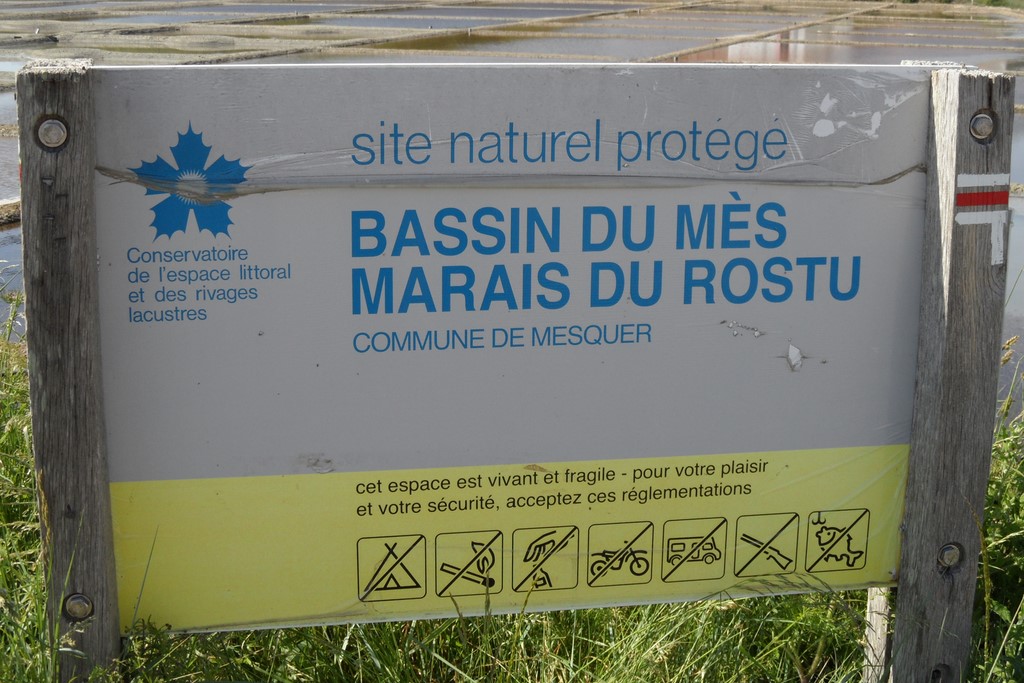 site naturel protege
BASSIN DU MÈS
MARAIS DU ROSTU
COMMUNE DE MESQUER
Conservatoire
de l'espace littoral
et des rivages
lacustres
cet espace est vivant et fragile - pour votre plaisir
et votre sécurité, acceptez ces réglementations